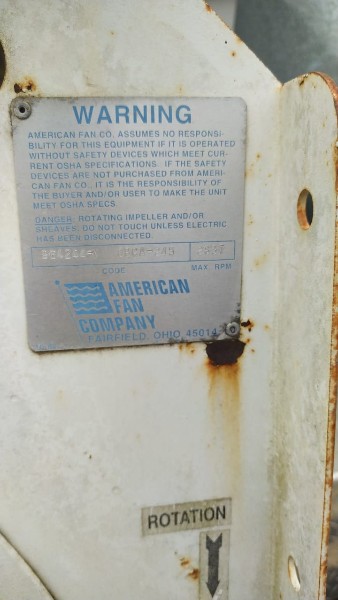 WARNING
AMERICAN FAN CO. ASSUMES NO RESPONSI-
BILITY FOR THIS EQUIPMENT IF IT IS OPERATED
WITHOUT SAFETY DEVICES WHICH MEET CUR-
RENT OSHA SPECIFICATIONS. IF THE SAFETY
DEVICES ARE NOT PURCHASED FROM AMERI-
CAN FAN CO. IT IS THE RESPONSIBILITY OF
THE BUYER AND/OR USER TO MAKE THE UNIT
MEET OSHA SPECS.
DANGER: ROTATING IMPELLER AND/OR
SHEAVES: DO NOT TOUCH UNLESS ELECTRIC
HAS BEEN DISCONNECTED.
CODE MAX. RPM
AMERICAN
FAN
COMPANY
FAIRFIELD, OHIO 45014
ROTATION